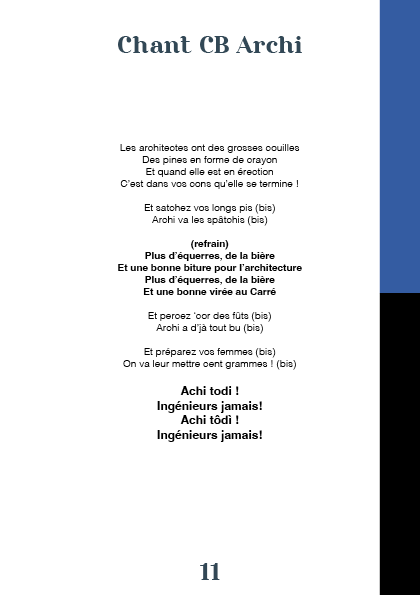 Chant CB Archi
Les architectes ont des grosses couilles
Des pines en forme de crayon
Et quand elle est en érection
C'est dans vos cons qu'elle se termine !
Et satchez vos longs pis (bis)
Archi va les spâtchis (bis)
(refrain)
Plus d'équerres, de la bière
Et une bonne biture pour l'architecture
Plus d'équerres, de la bière
Et une bonne virée au Carré
Et percez 'cor des fûts (bis)
Archi a d'jà tout bu (bis)
Et préparez vos femmes (bis)
On va leur mettre cent grammes ! (bis)
Achi todi !
Ingénieurs jamais!
Achi tôdì !
Ingénieurs jamais!
11